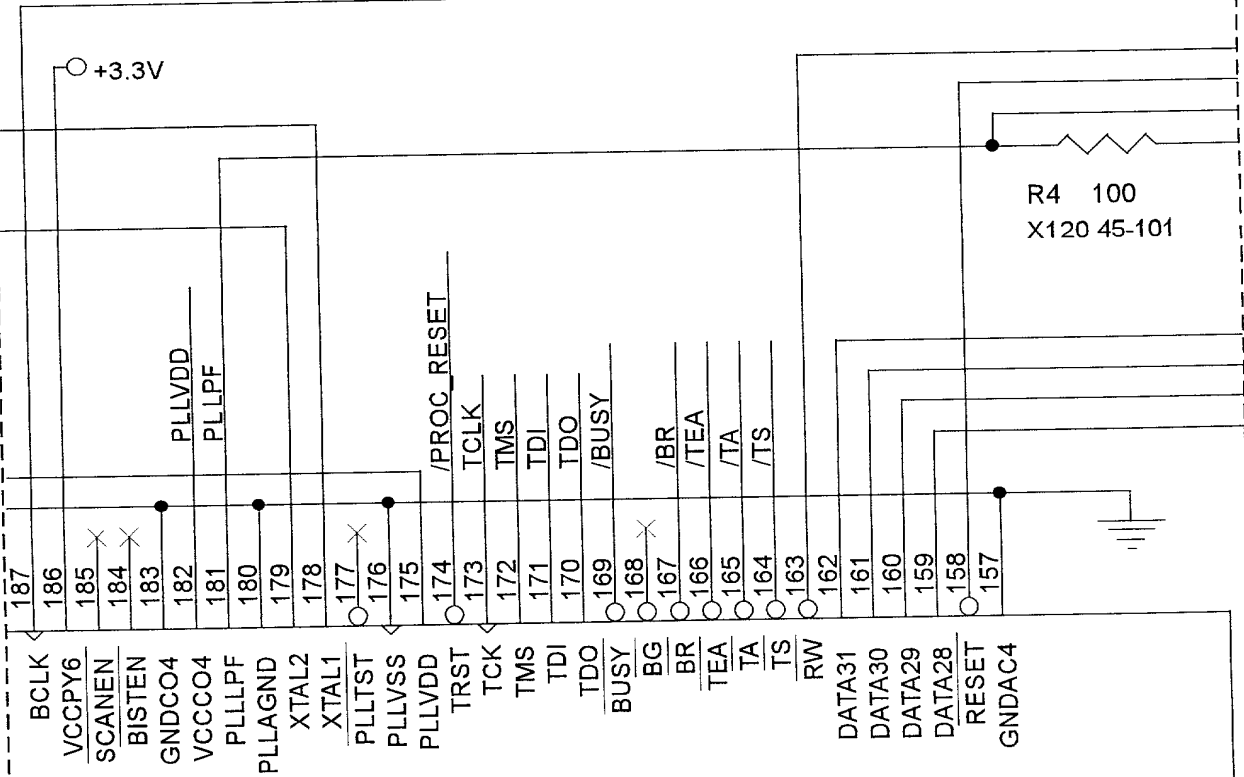 +3.3V
R4 100
X120 45-101
PLLVDD
PLLPF
/PROC_RESET
TCLK
TMS
TDI
TDO
/BUSY
/BR
/TEA
/TA
/TS
187
186
185
184
183
182
181
180
179
178
177
176
175
174
173
172
171
170
169
168
167
166
165
164
163
162
161
160
159
158
157
BCLK
VCCPY6
SCANEN
BISTEN
GNDCO4
VCCCO4
PLLLPF
PLLAGND
XTAL2
XTAL1
PLLTST
PLLVSS
PLLVDD
TRST
TCK
TMS
TDI
TDO
BUSY
BG
BR
TEA
TA
TS
RW
DATA31
DATA30
DATA29
DATA28
RESET
GNDAC4